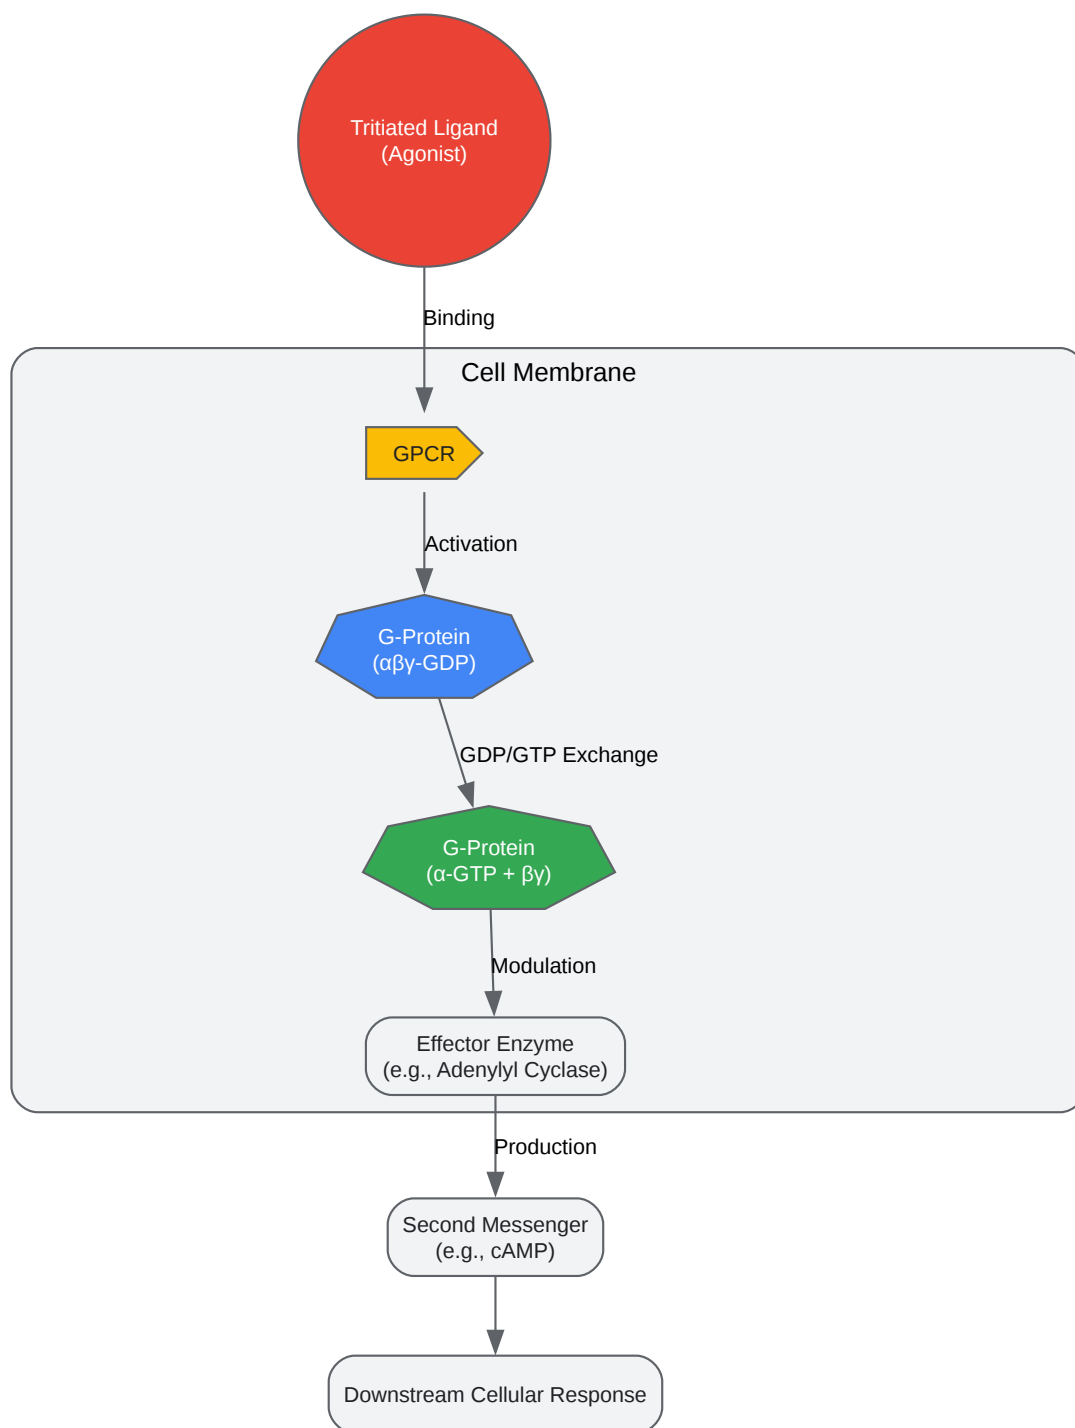 Tritiated Ligand
(Agonist)
Binding
Cell Membrane
GPCR
Activation
G-Protein
(αβγ-GDP)
GDP/GTP Exchange
G-Protein
(α-GTP + βγ)
Modulation
Effector Enzyme
(e.g., Adenylyl Cyclase)
Production
Second Messenger
(e.g., cAMP)
Downstream Cellular Response